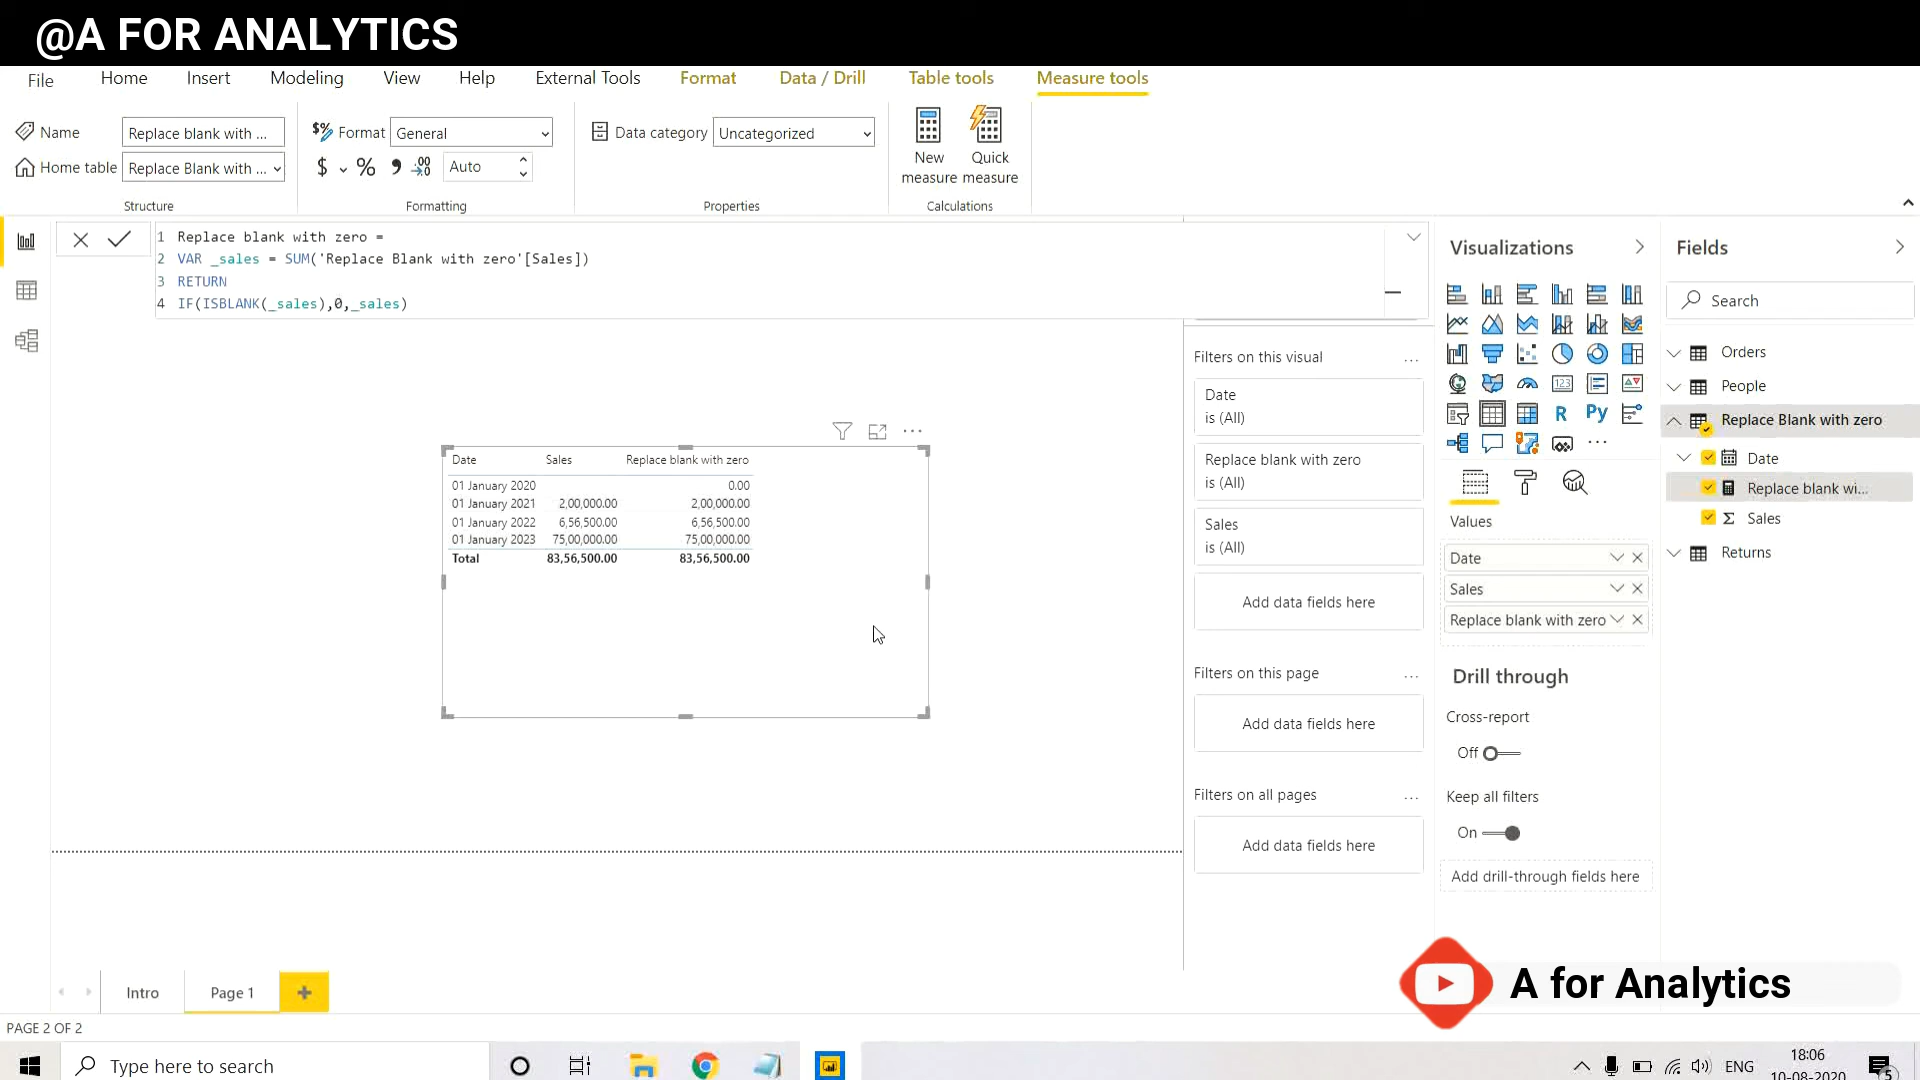 @A FOR ANALYTICS
File Home Insert Modeling View Help External Tools Format Data / Drill Table tools Measure tools
Name Replace blank with ...
Home table Replace Blank with ...
Structure
$% Format General
$ % , .00 Auto
Formatting
Data category Uncategorized
Properties
New measure
Quick measure
Calculations
1 Replace blank with zero =
2 VAR _sales = SUM('Replace Blank with zero'[Sales])
3 RETURN
4 IF(ISBLANK(_sales),0,_sales)
Date Sales Replace blank with zero
01 January 2020 0.00
01 January 2021 2,00,000.00 2,00,000.00
01 January 2022 6,56,500.00 6,56,500.00
01 January 2023 75,00,000.00 75,00,000.00
Total 83,56,500.00 83,56,500.00
Filters on this visual ...
Date
is (All)
Replace blank with zero
is (All)
Sales
is (All)
Add data fields here
Filters on this page ...
Add data fields here
Filters on all pages ...
Add data fields here
Visualizations
123
R Py
...
Values
Date
Sales
Replace blank with zero
Drill through
Cross-report
Off
Keep all filters
On
Add drill-through fields here
Fields
Search
Orders
People
Replace Blank with zero
Date
Replace blank wi...
Σ Sales
Returns
A for Analytics
Intro Page 1 +
PAGE 2 OF 2
Type here to search
ENG
18:06
10-08-2020
5